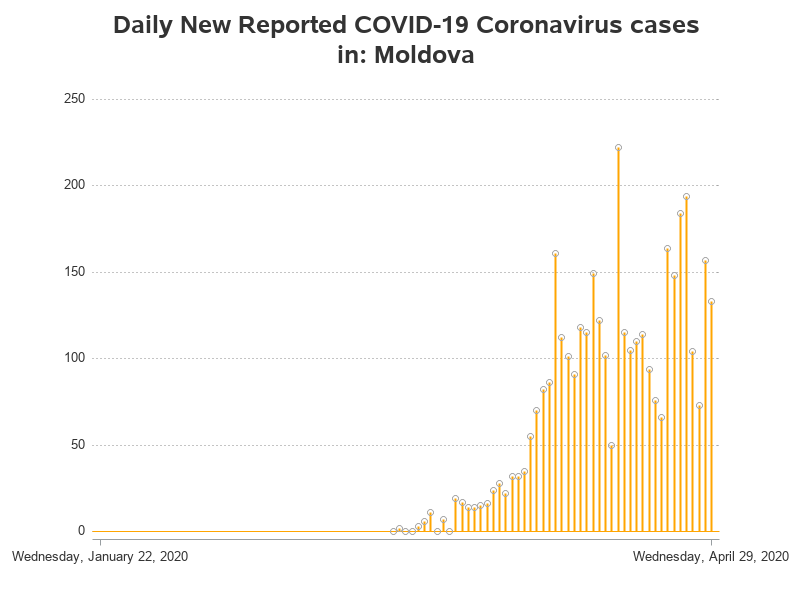 Daily New Reported COVID-19 Coronavirus cases
in: Moldova
250
200
150
100
50
0
Wednesday, January 22, 2020
Wednesday, April 29, 2020